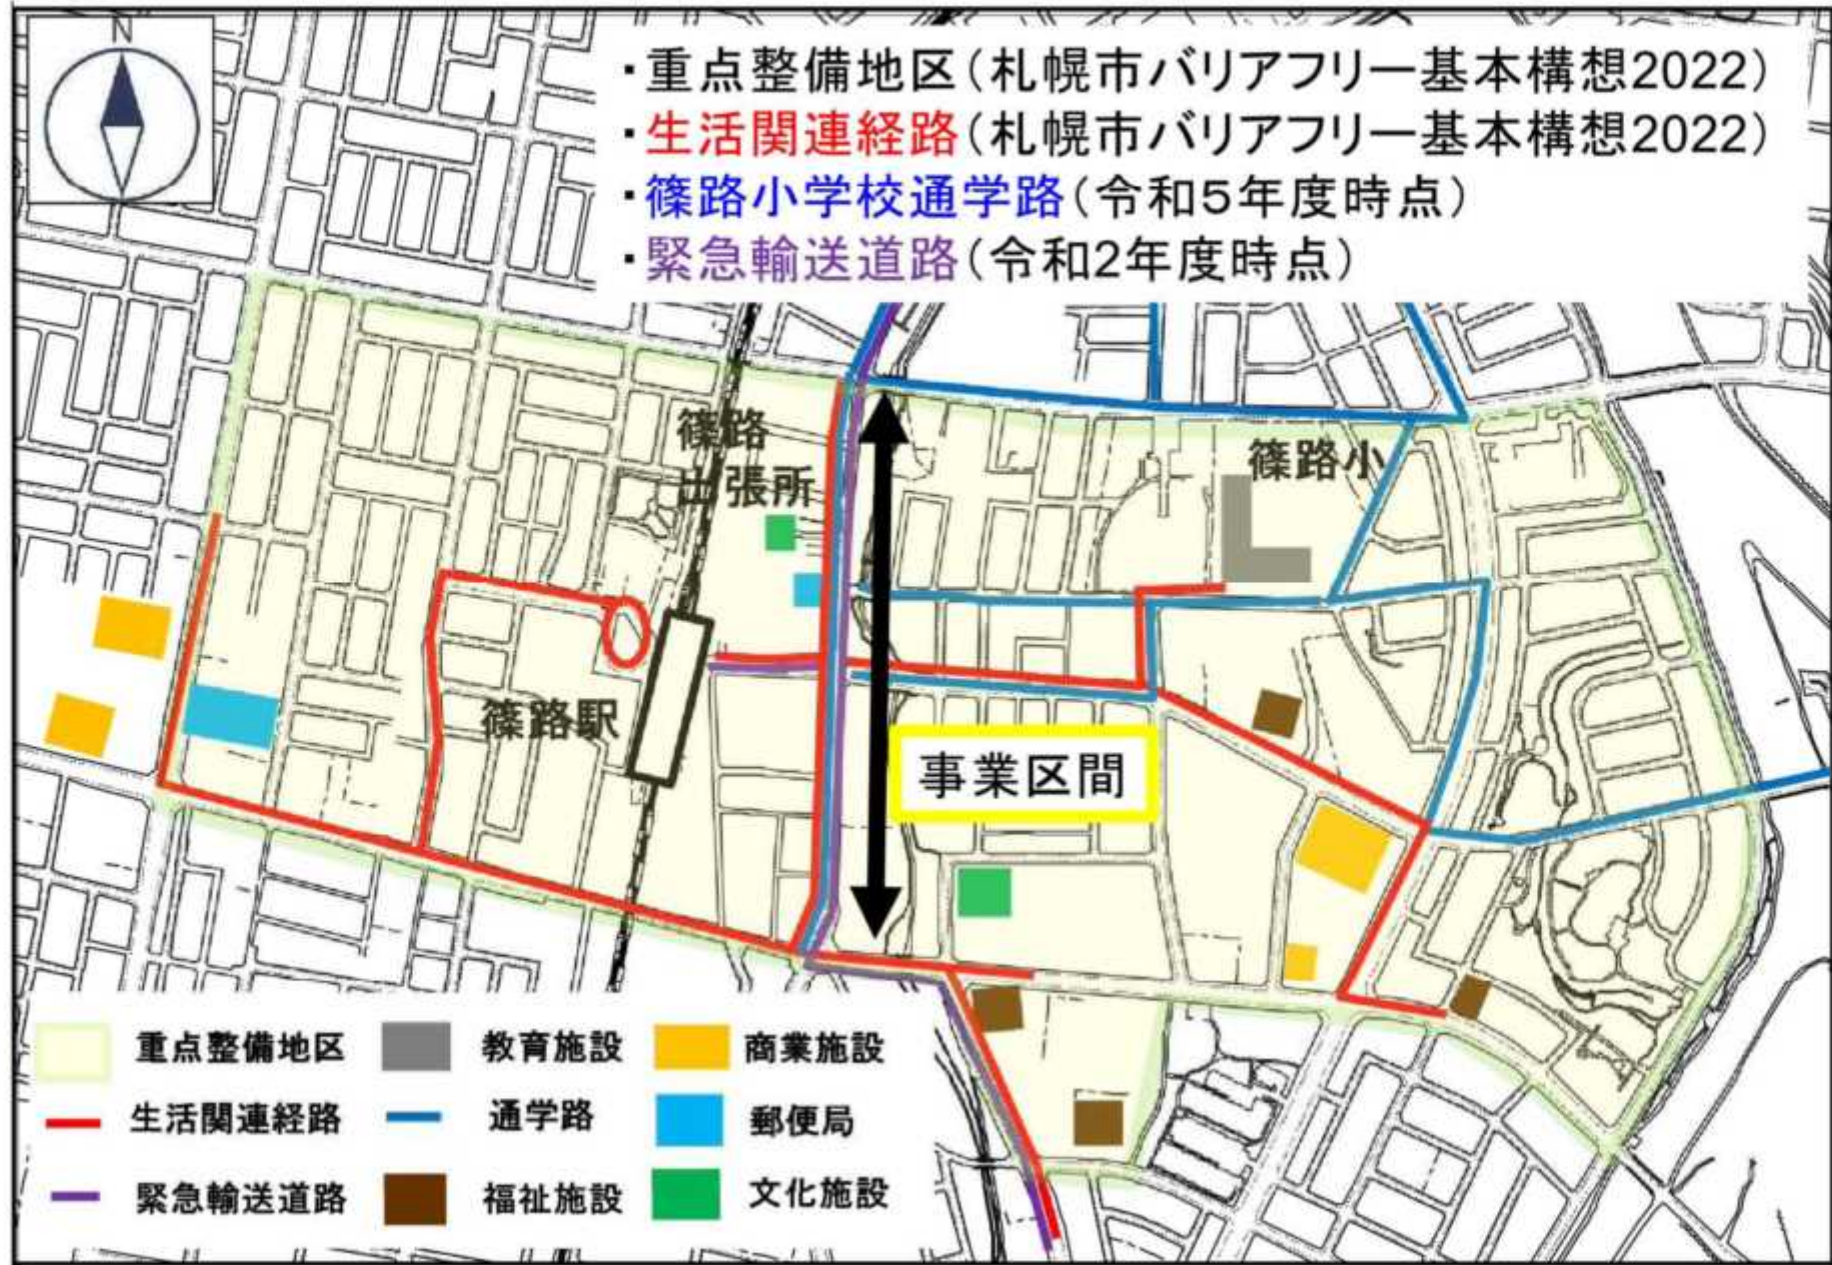 N
・重点整備地区(札幌市バリアフリー基本構想2022)
・生活関連経路(札幌市バリアフリー基本構想2022)
・篠路小学校通学路(令和5年度時点)
・緊急輸送道路(令和2年度時点)
篠路
出張所
篠路小
篠路駅
事業区間
重点整備地区
教育施設
商業施設
生活関連経路
通学路
郵便局
緊急輸送道路
福祉施設
文化施設